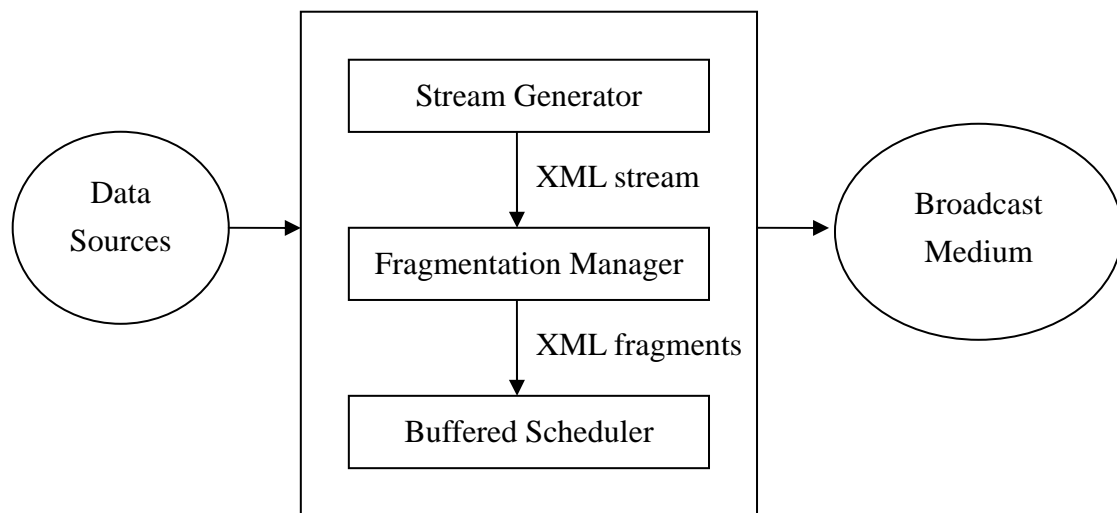 Data
Sources
Stream Generator
XML stream
Fragmentation Manager
XML fragments
Buffered Scheduler
Broadcast
Medium